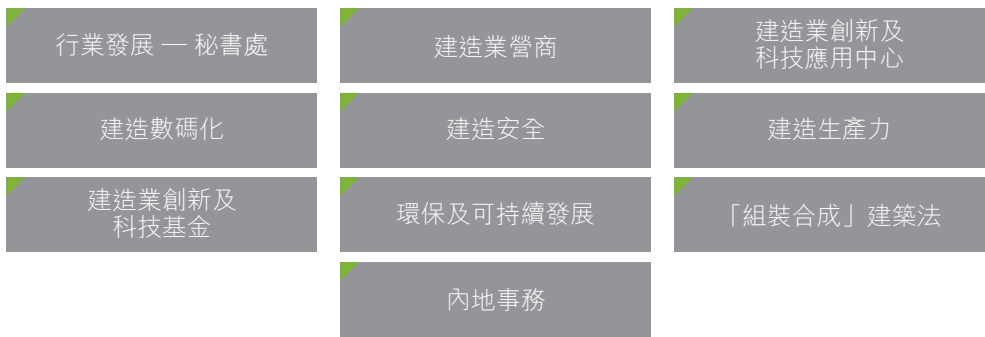 行業發展 — 秘書處
建造業營商
建造業創新及
科技應用中心
建造數碼化
建造安全
建造生產力
建造業創新及
科技基金
環保及可持續發展
「組裝合成」建築法
內地事務